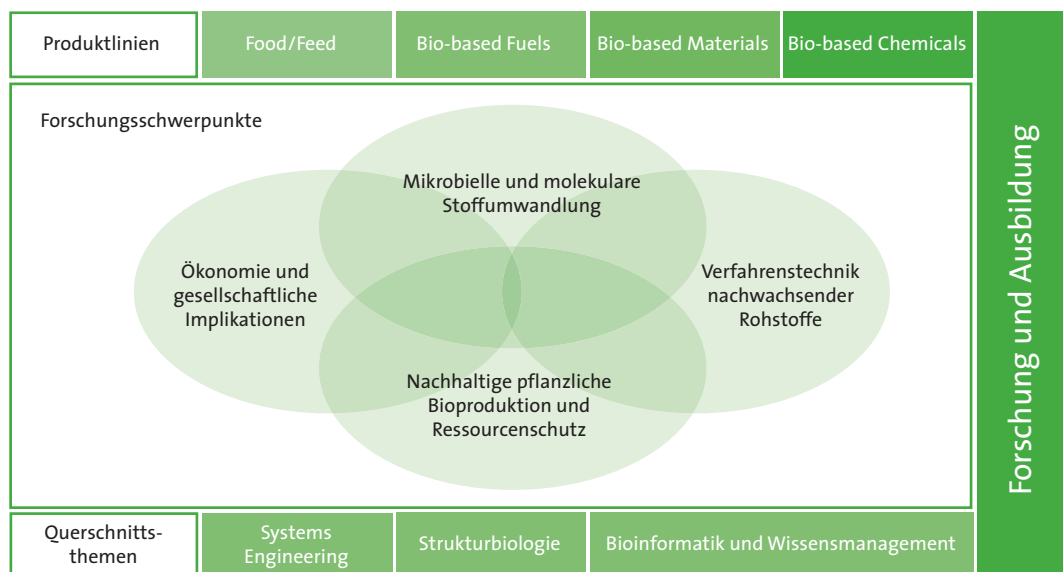 Produktlinien
Food/Feed
Bio-based Fuels
Bio-based Materials
Bio-based Chemicals
Forschungsschwerpunkte
Mikrobielle und molekulare
Stoffumwandlung
Ökonomie und
gesellschaftliche
Implikationen
Verfahrenstechnik
nachwachsender
Rohstoffe
Nachhaltige pflanzliche
Bioproduktion und
Ressourcenschutz
Forschung und Ausbildung
Querschnitts-
themen
Systems
Engineering
Strukturbiologie
Bioinformatik und Wissensmanagement